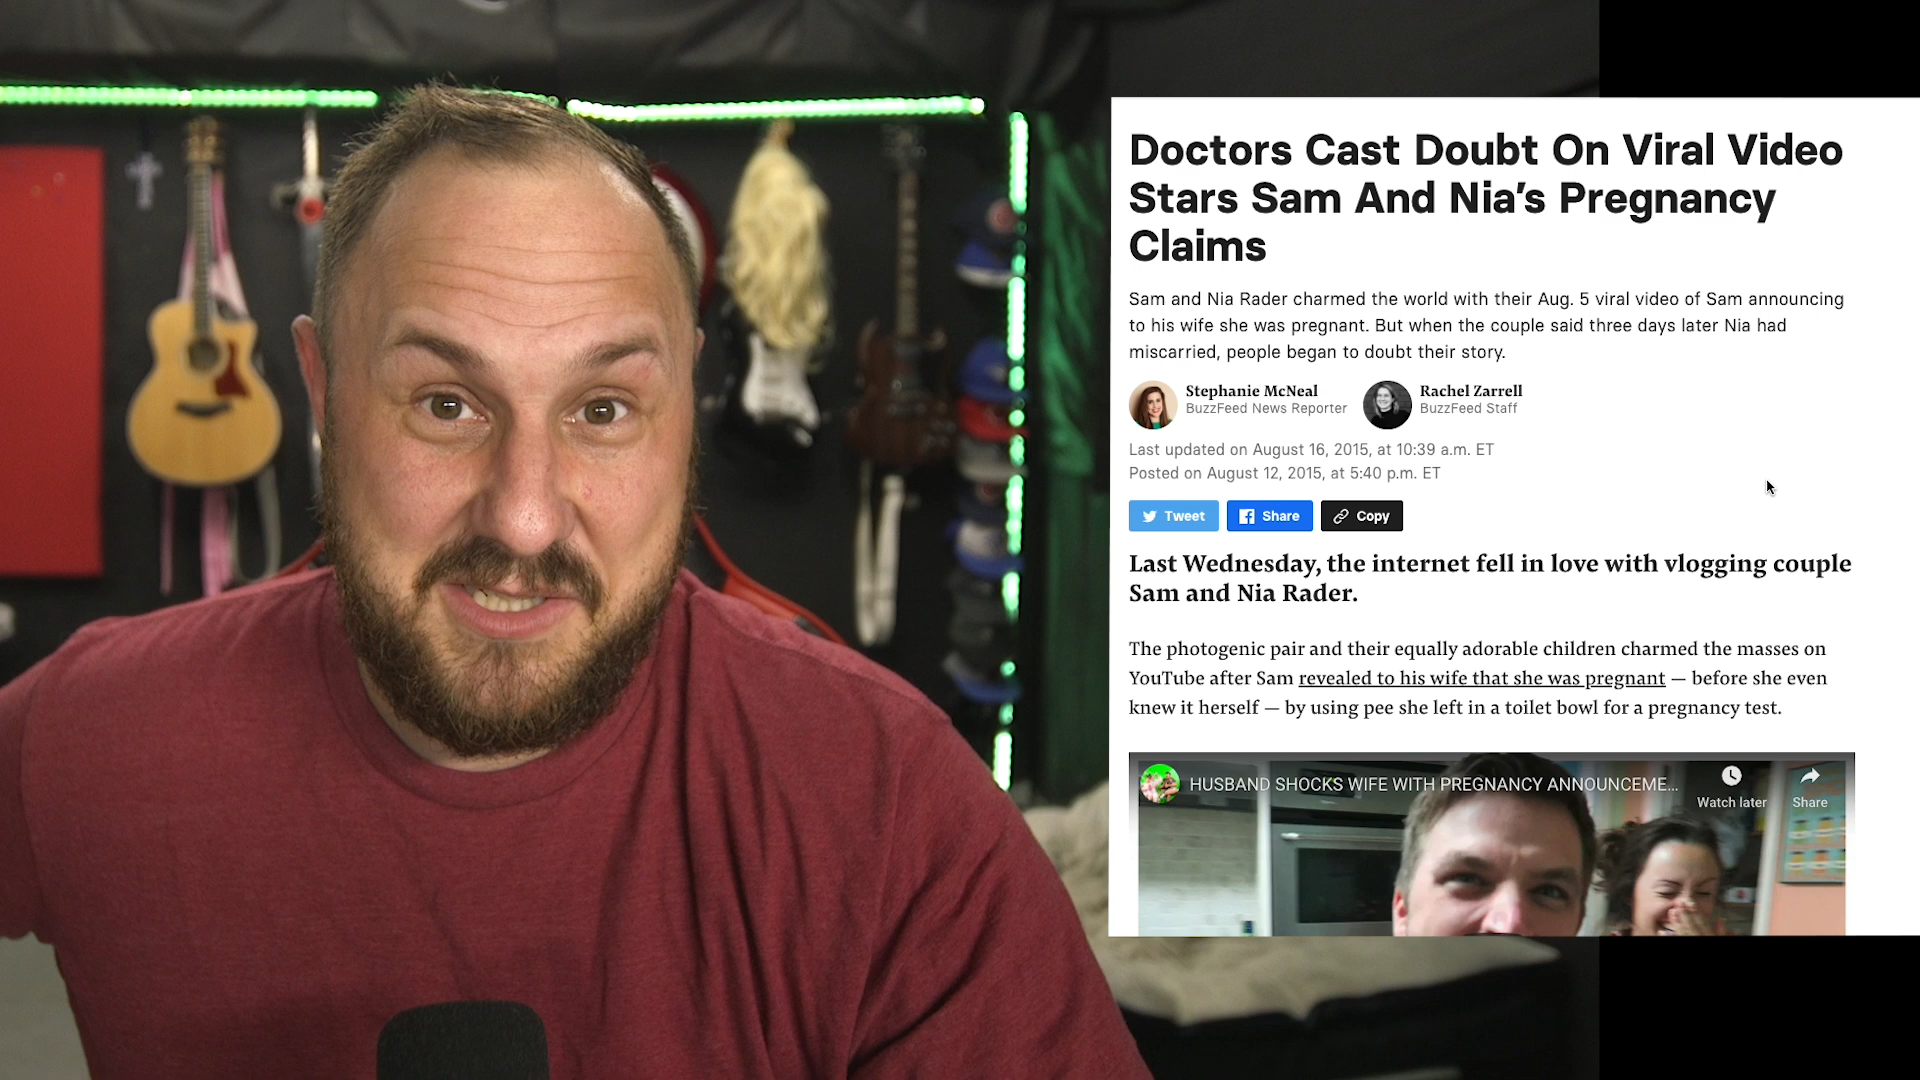 Doctors Cast Doubt On Viral Video
Stars Sam And Nia's Pregnancy
Claims
Sam and Nia Rader charmed the world with their Aug. 5 viral video of Sam announcing
to his wife she was pregnant. But when the couple said three days later Nia had
miscarried, people began to doubt their story.
Stephanie McNeal
BuzzFeed News Reporter
Rachel Zarrell
BuzzFeed Staff
Last updated on August 16, 2015, at 10:39 a.m. ET
Posted on August 12, 2015, at 5:40 p.m. ET
Tweet Share Copy
Last Wednesday, the internet fell in love with vlogging couple
Sam and Nia Rader.
The photogenic pair and their equally adorable children charmed the masses on
YouTube after Sam revealed to his wife that she was pregnant — before she even
knew it herself — by using pee she left in a toilet bowl for a pregnancy test.
HUSBAND SHOCKS WIFE WITH PREGNANCY ANNOUNCEME...
Watch later
Share